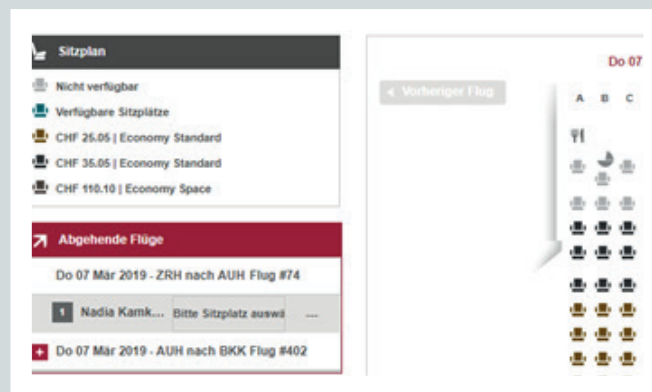 Sitzplan
Nicht verfügbar
Verfügbare Sitzplätze
CHF 25.05 | Economy Standard
CHF 35.05 | Economy Standard
CHF 110.10 | Economy Space
Abgehende Flüge
Do 07 Mär 2019 - ZRH nach AUH Flug #74
1 Nadia Kamk... Bitte Sitzplatz auswä ...
Do 07 Mär 2019 - AUH nach BKK Flug #402
Vorheriger Flug
Do 07
A B C